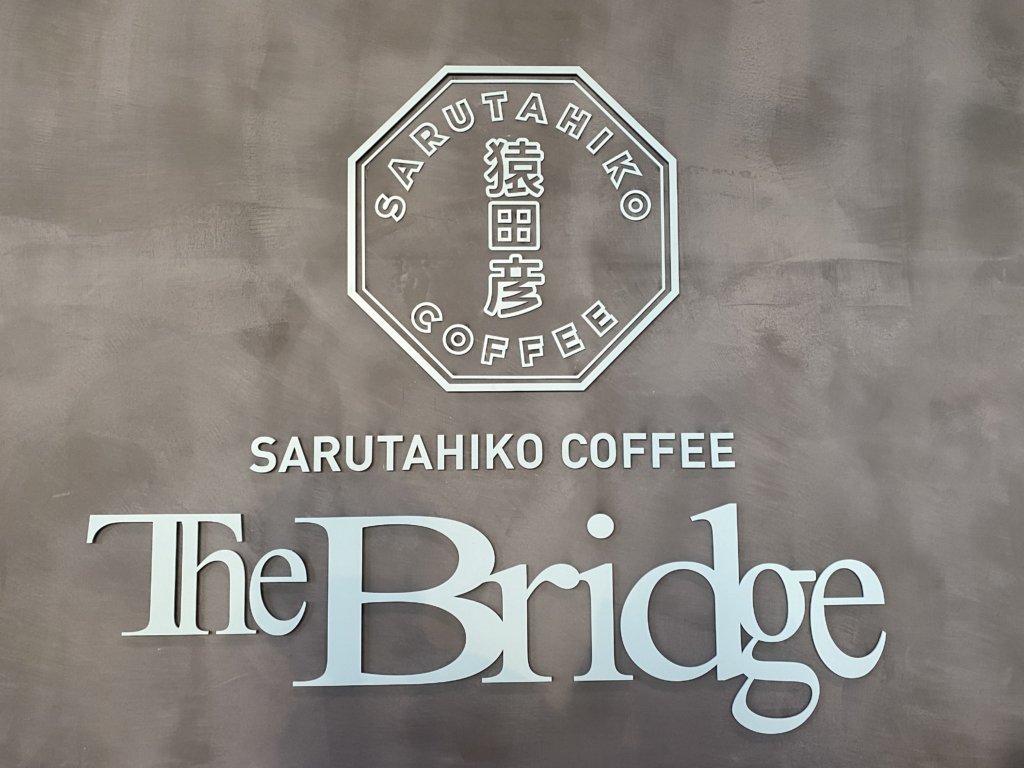 SARUTAHIKO
猿田彦
COFFEE
SARUTAHIKO COFFEE
The Bridge